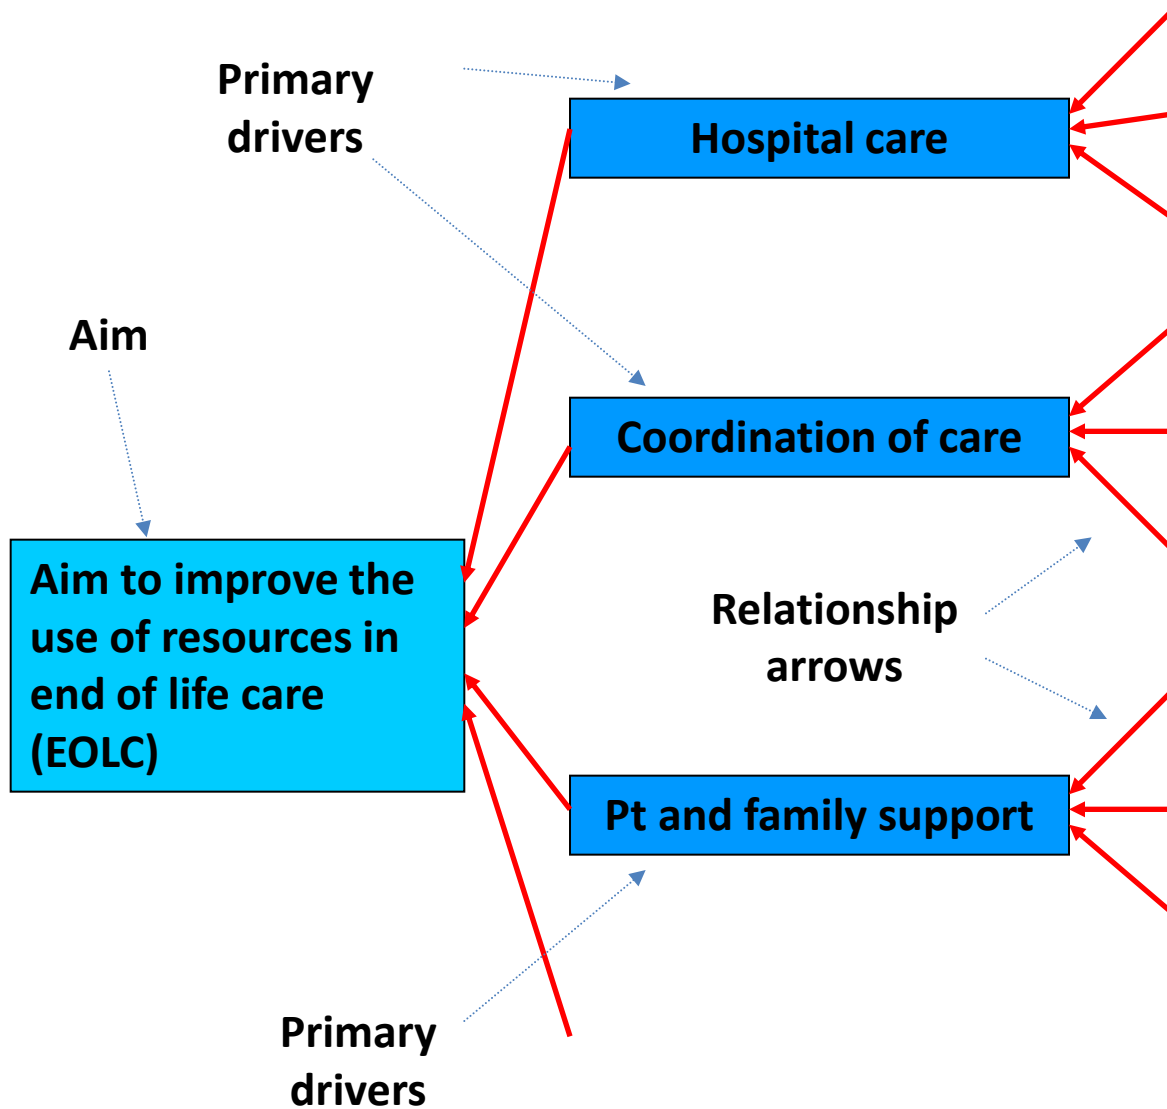 Primary
drivers
Hospital care
Aim
Coordination of care
Aim to improve the
use of resources in
end of life care
(EOLC)
Relationship
arrows
Pt and family support
Primary
drivers